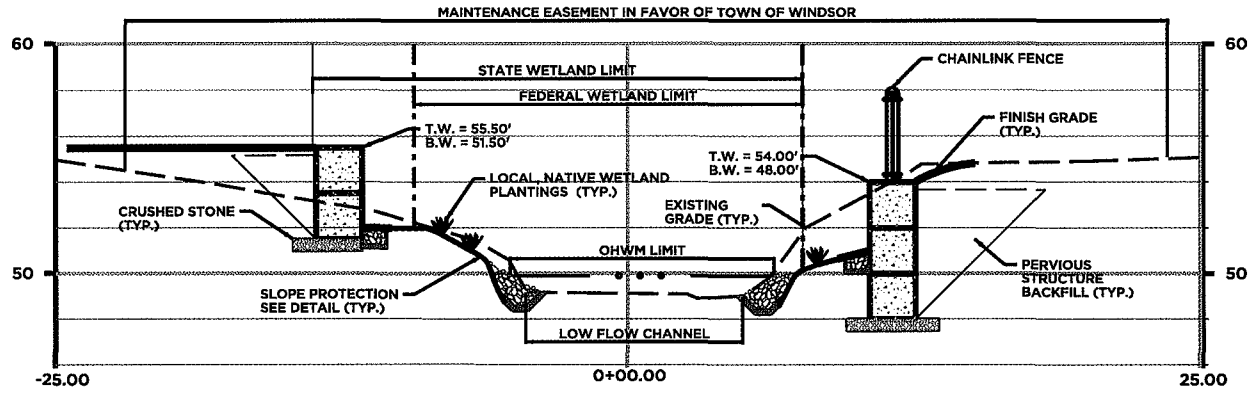 MAINTENANCE EASEMENT IN FAVOR OF TOWN OF WINDSOR
60
60
CHAINLINK FENCE
STATE WETLAND LIMIT
FEDERAL WETLAND LIMIT
FINISH GRADE
(TYP.)
T.W. = 55.50'
B.W. = 51.50'
T.W. = 54.00'
B.W. = 48.00'
LOCAL, NATIVE WETLAND
PLANTINGS (TYP.)
CRUSHED STONE
(TYP.)
EXISTING
GRADE (TYP.)
OHWM LIMIT
50
50
SLOPE PROTECTION
SEE DETAIL (TYP.)
PERVIOUS
STRUCTURE
BACKFILL (TYP.)
LOW FLOW CHANNEL
-25.00
0+00.00
25.00